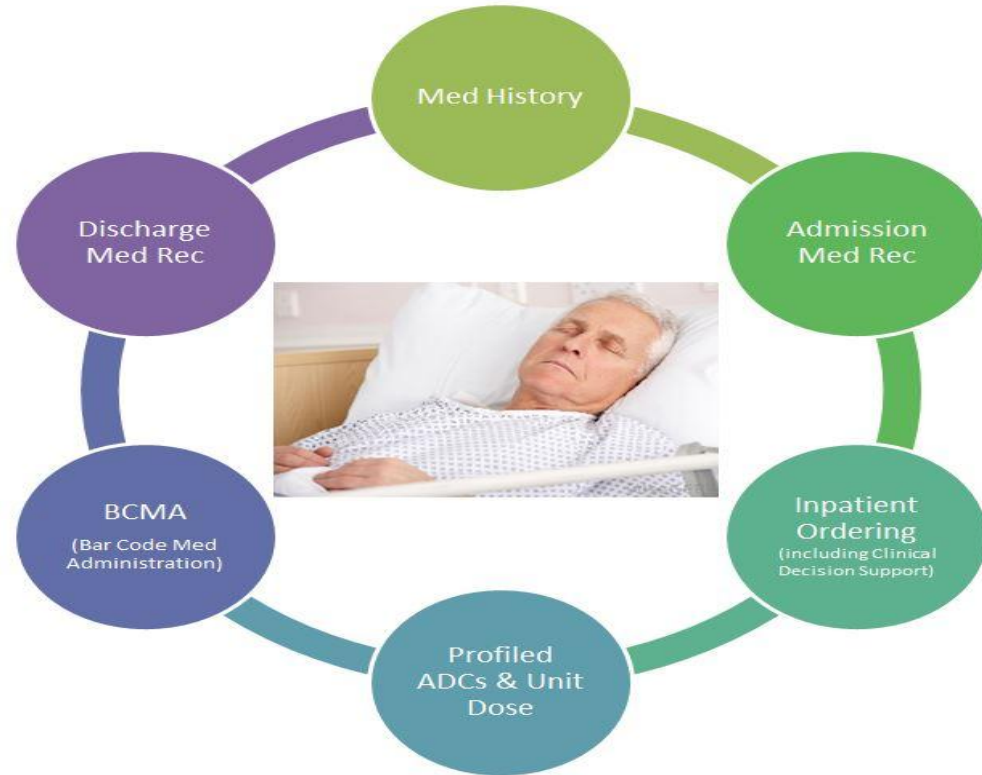 Med History
Admission
Med Rec
Inpatient
Ordering
(including Clinical
Decision Support)
Profiled
ADCs & Unit
Dose
BCMA
(Bar Code Med
Administration)
Discharge
Med Rec